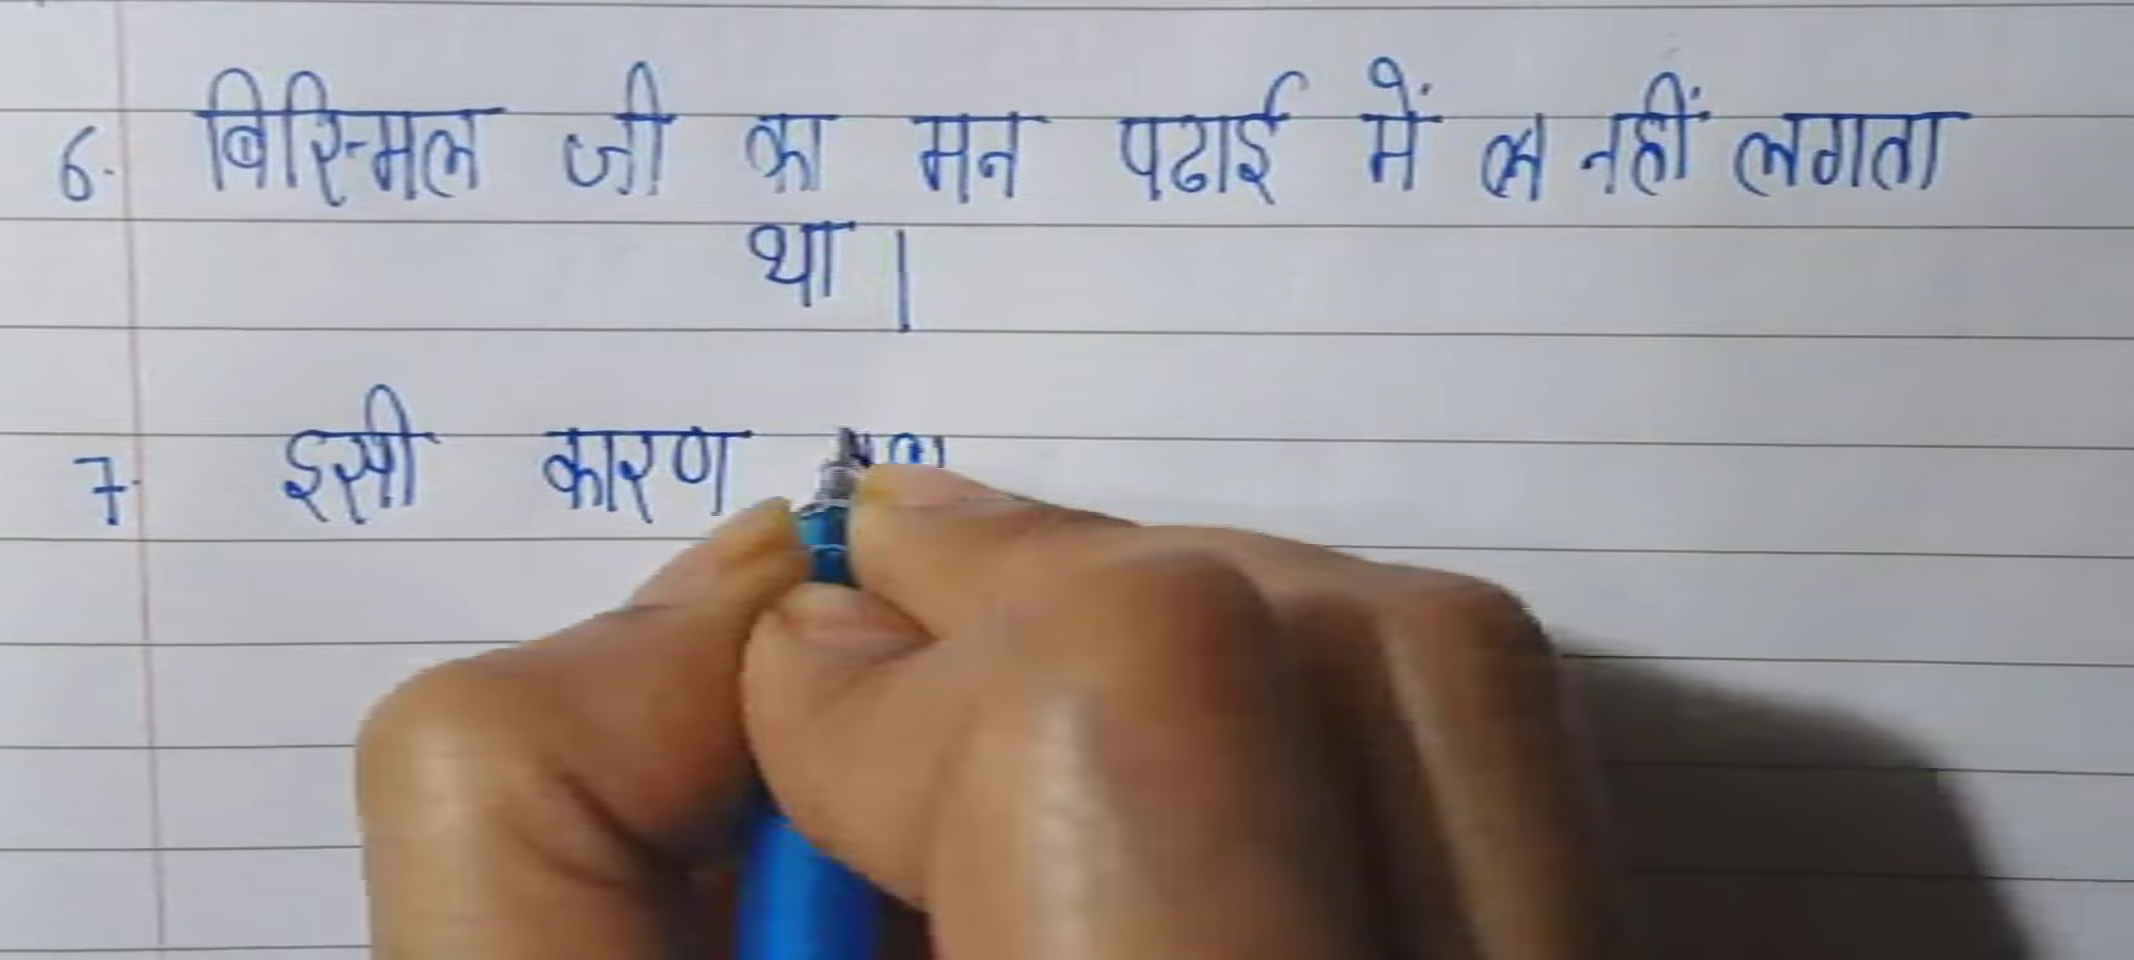 6. बिस्मिल जी का मन पढाई में ल नहीं लगता
था।
7. इसी कारण